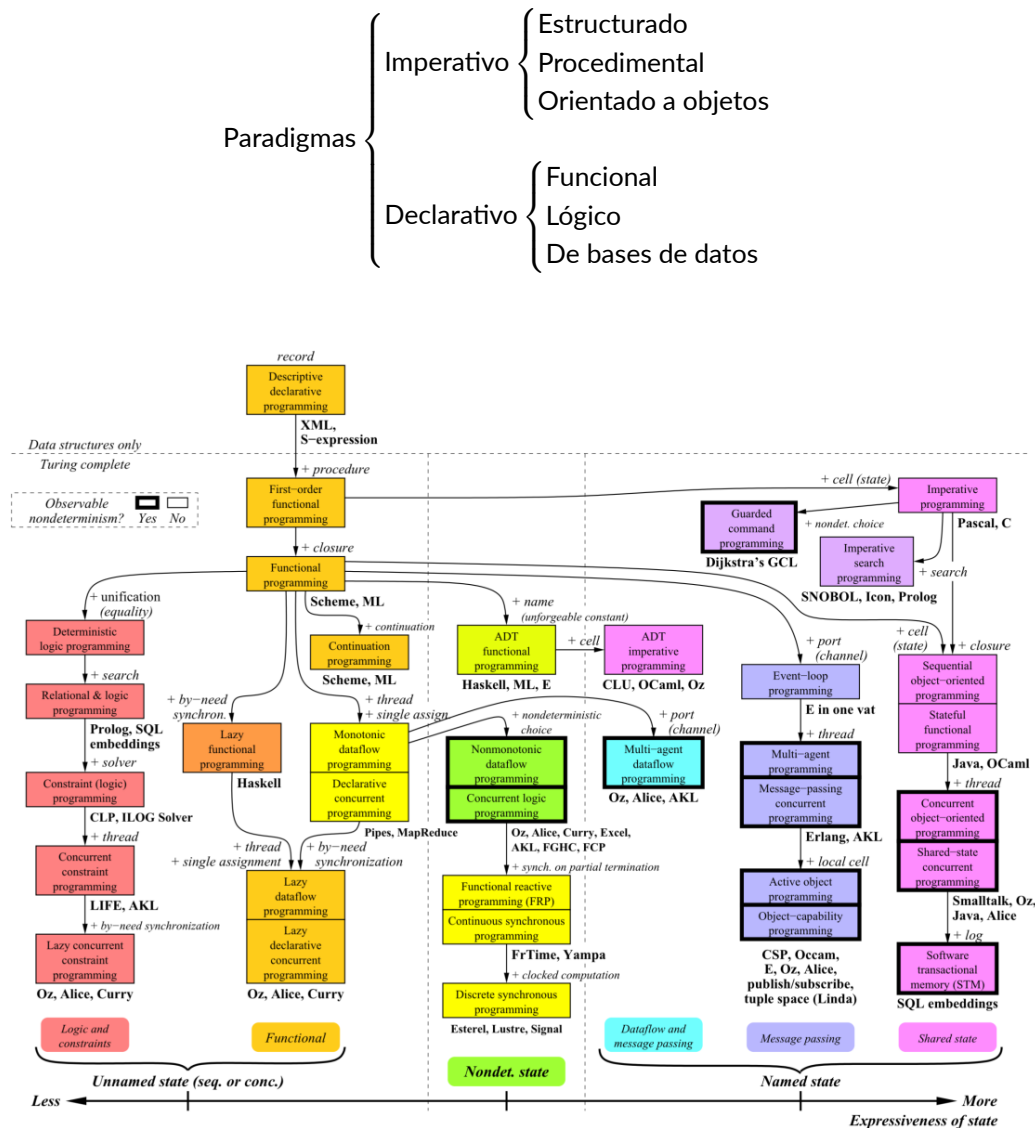 Paradigmas
Imperativo
Estructurado
Procedimental
Orientado a objetos
Declarativo
Funcional
Lógico
De bases de datos
record
Descriptive
declarative
programming
XML,
S−expression
Data structures only
Turing complete
+ procedure
Observable
nondeterminism?
Yes
No
First−order
functional
programming
+ cell (state)
Imperative
programming
Pascal, C
Guarded
command
programming
+ nondet. choice
Dijkstra's GCL
Imperative
search
programming
+ search
SNOBOL, Icon, Prolog
+ closure
Functional
programming
Scheme, ML
+ unification
(equality)
+ continuation
Continuation
programming
Scheme, ML
+ name
(unforgeable constant)
ADT
functional
programming
Haskell, ML, E
+ cell
ADT
imperative
programming
CLU, OCaml, Oz
+ port
(channel)
Event−loop
programming
E in one vat
+ cell
(state)
+ closure
Sequential
object−oriented
programming
Stateful
functional
programming
Java, OCaml
Deterministic
logic programming
+ search
Relational & logic
programming
Prolog, SQL
embeddings
+ solver
Constraint (logic)
programming
CLP, ILOG Solver
+ thread
Concurrent
constraint
programming
LIFE, AKL
+ by−need synchronization
Lazy concurrent
constraint
programming
Oz, Alice, Curry
+ by−need
synchron.
Lazy
functional
programming
Haskell
+ thread
+ single assignment
+ thread
+ single assign.
Monotonic
dataflow
programming
Declarative
concurrent
programming
Pipes, MapReduce
+ by−need
synchronization
Lazy
dataflow
programming
Lazy
declarative
concurrent
programming
Oz, Alice, Curry
+ nondeterministic
choice
Nonmonotonic
dataflow
programming
Concurrent logic
programming
Oz, Alice, Curry, Excel,
AKL, FGHC, FCP
+ synch. on partial termination
Functional reactive
programming (FRP)
Continuous synchronous
programming
FrTime, Yampa
+ clocked computation
Discrete synchronous
programming
Esterel, Lustre, Signal
+ port
(channel)
Multi−agent
dataflow
programming
Oz, Alice, AKL
+ thread
Multi−agent
programming
Message−passing
concurrent
programming
Erlang, AKL
+ local cell
Active object
programming
Object−capability
programming
CSP, Occam,
E, Oz, Alice,
publish/subscribe,
tuple space (Linda)
+ thread
Concurrent
object−oriented
programming
Shared−state
concurrent
programming
Smalltalk, Oz,
Java, Alice
+ log
Software
transactional
memory (STM)
SQL embeddings
Logic and
constraints
Functional
Dataflow and
message passing
Message passing
Shared state
Unnamed state (seq. or conc.)
Nondet. state
Named state
Less
More
Expressiveness of state